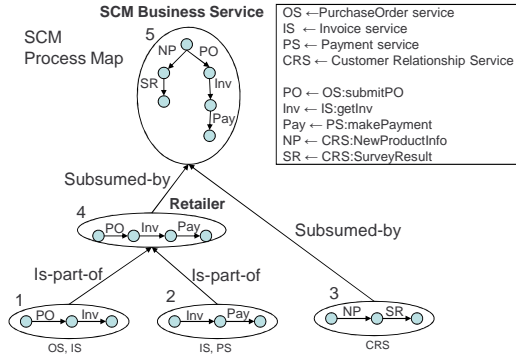 SCM Business Service
SCM
Process Map
5
NP PO
SR Inv
Pay
OS ←PurchaseOrder service
IS ← Invoice service
PS ← Payment service
CRS ← Customer Relationship Service
PO ← OS:submitPO
Inv ← IS:getInv
Pay ← PS:makePayment
NP ← CRS:NewProductInfo
SR ← CRS:SurveyResult
Subsumed-by
Subsumed-by
4
Retailer
PO Inv Pay
Is-part-of
Is-part-of
1
PO Inv
OS, IS
2
Inv Pay
IS, PS
3
NP SR
CRS